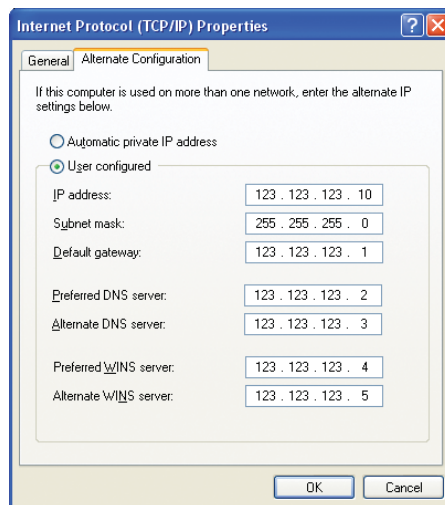 Internet Protocol (TCP/IP) Properties
General Alternate Configuration
If this computer is used on more than one network, enter the alternate IP
settings below.
Automatic private IP address
User configured
IP address: 123 . 123 . 123 . 10
Subnet mask: 255 . 255 . 255 . 0
Default gateway: 123 . 123 . 123 . 1
Preferred DNS server: 123 . 123 . 123 . 2
Alternate DNS server: 123 . 123 . 123 . 3
Preferred WINS server: 123 . 123 . 123 . 4
Alternate WINS server: 123 . 123 . 123 . 5
OK Cancel